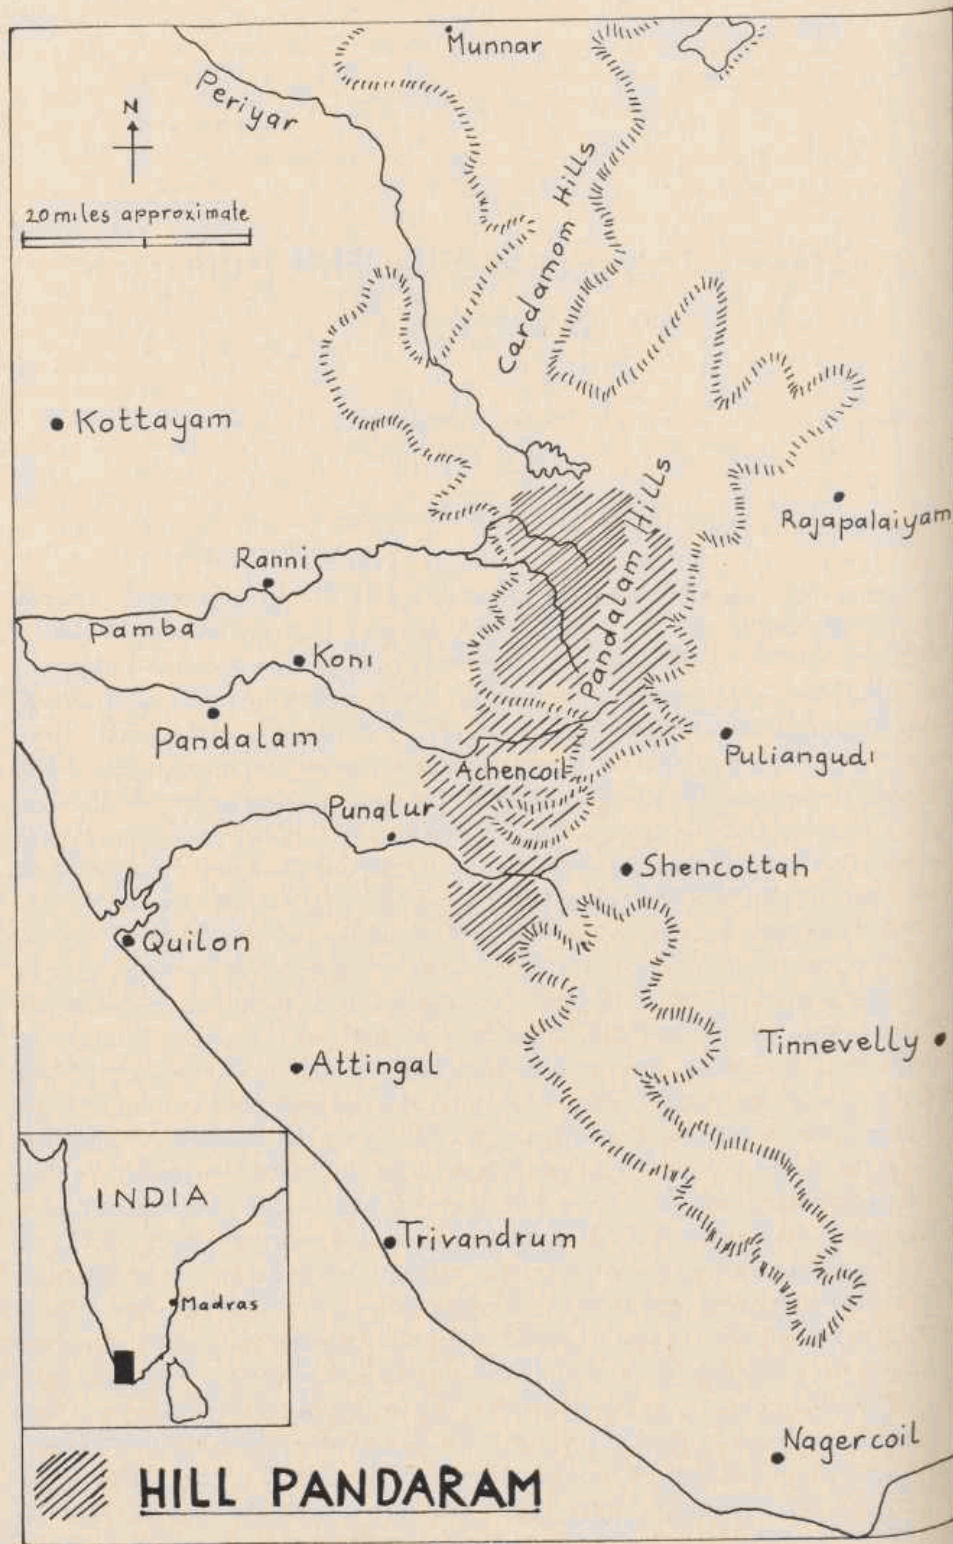 Munnar
Periyar
N
20 miles approximate
Cardamom Hills
Kottayam
Rajapalaiyam
Pandalam Hills
Ranni
Pamba
Koni
Pandalam
Puliangudi
Achencoil
Punalur
Shencottah
Quilon
Attingal
Tinnevelly
INDIA
Trivandrum
Madras
Nagercoil
HILL PANDARAM